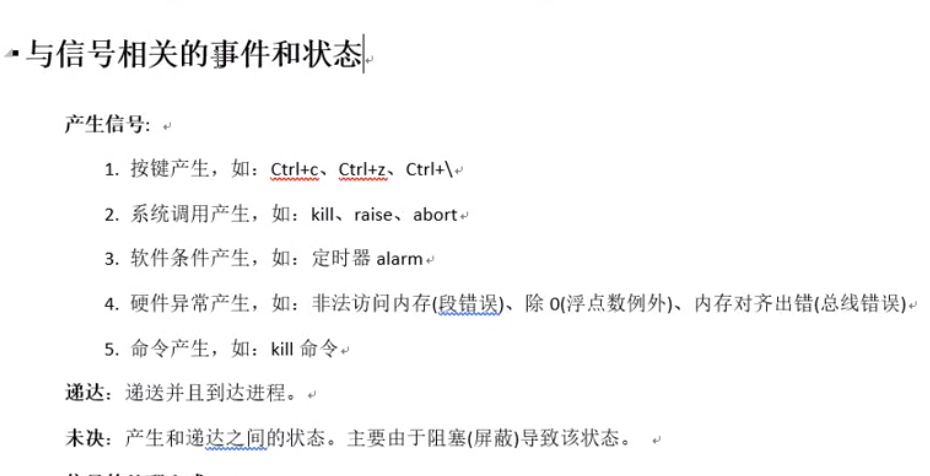 与信号相关的事件和状态
产生信号:
1. 按键产生，如：Ctrl+c、Ctrl+z、Ctrl+\
2. 系统调用产生，如：kill、raise、abort
3. 软件条件产生，如：定时器 alarm
4. 硬件异常产生，如：非法访问内存(段错误)、除 0(浮点数例外)、内存对齐出错(总线错误)
5. 命令产生，如：kill 命令
递达：递送并且到达进程。
未决：产生和递达之间的状态。主要由于阻塞(屏蔽)导致该状态。